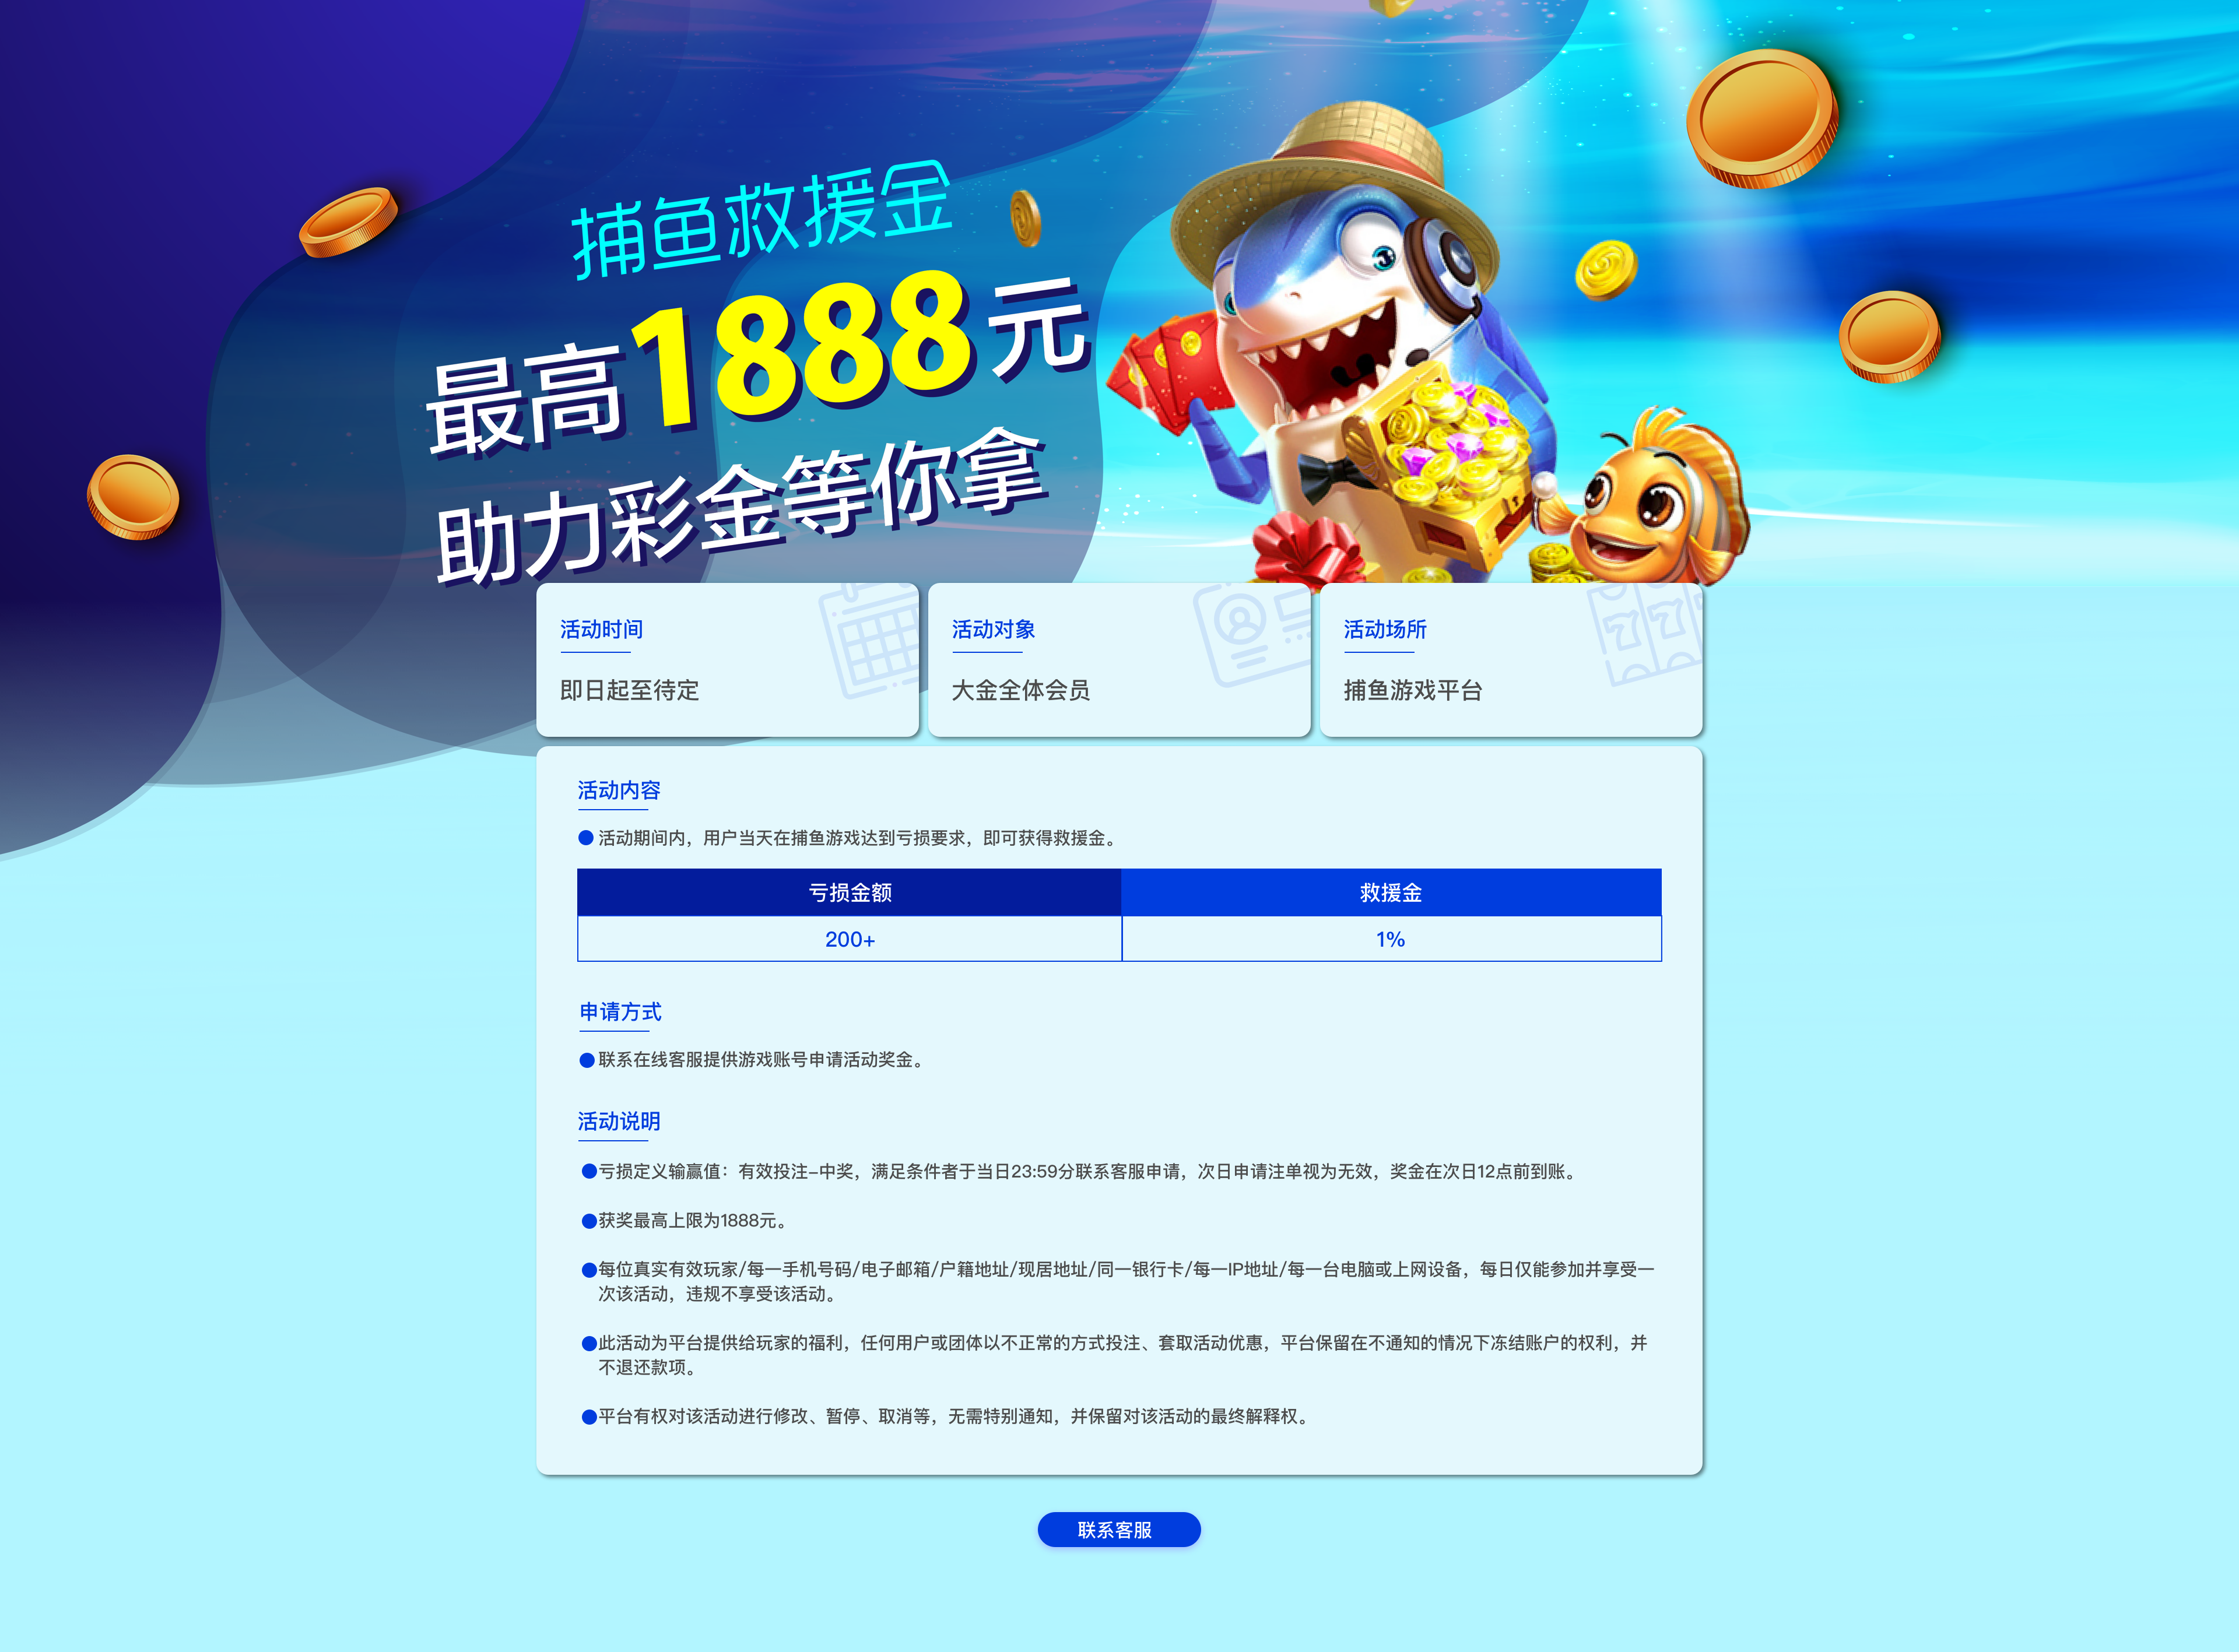 捕鱼救援金
最高1888元
助力彩金等你拿
活动时间
即日起至待定
活动对象
大金全体会员
活动场所
捕鱼游戏平台
777
活动内容
活动期间内，用户当天在捕鱼游戏达到亏损要求，即可获得救援金。
亏损金额 救援金
200+ 1%
申请方式
联系在线客服提供游戏账号申请活动奖金。
活动说明
亏损定义输赢值：有效投注-中奖，满足条件者于当日23:59分联系客服申请，次日申请注单视为无效，奖金在次日12点前到账。
获奖最高上限为1888元。
每位真实有效玩家/每一手机号码/电子邮箱/户籍地址/现居地址/同一银行卡/每一IP地址/每一台电脑或上网设备，每日仅能参加并享受一
次该活动，违规不享受该活动。
此活动为平台提供给玩家的福利，任何用户或团体以不正常的方式投注、套取活动优惠，平台保留在不通知的情况下冻结账户的权利，并
不退还款项。
平台有权对该活动进行修改、暂停、取消等，无需特别通知，并保留对该活动的最终解释权。
联系客服